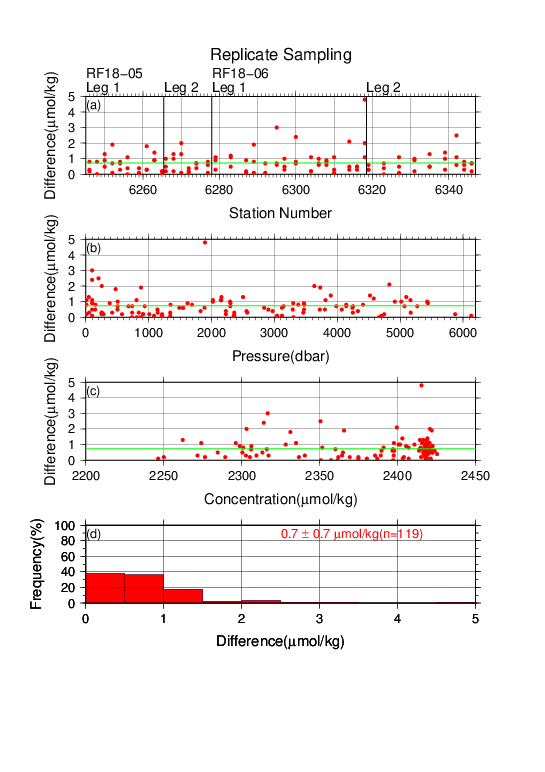 Replicate Sampling
RF18−05 RF18−06
Leg 1 Leg 2 Leg 1 Leg 2
Difference(μmol/kg)
5
4
3
2
1
0
(a)
6260 6280 6300 6320 6340
Station Number
Difference(μmol/kg)
5
4
3
2
1
0
(b)
0 1000 2000 3000 4000 5000 6000
Pressure(dbar)
Difference(μmol/kg)
5
4
3
2
1
0
(c)
2200 2250 2300 2350 2400 2450
Concentration(μmol/kg)
Frequency(%)
100
80
60
40
20
0
(d) 0.7 ± 0.7 μmol/kg(n=119)
0 1 2 3 4 5
Difference(μmol/kg)